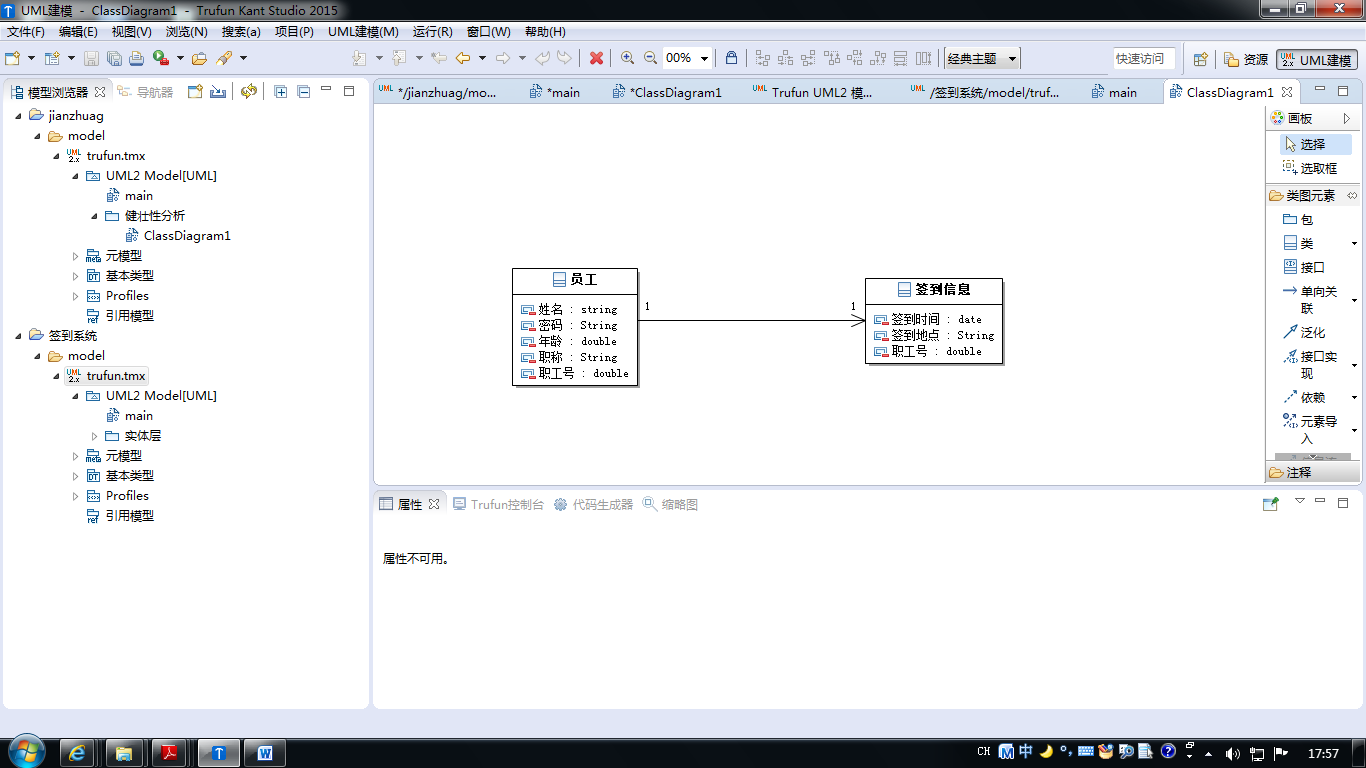 UML建模 - ClassDiagram1 - Trufun Kant Studio 2015
文件(F) 编辑(E) 视图(V) 浏览(N) 搜索(a) 项目(P) UML建模(M) 运行(R) 窗口(W) 帮助(H)
00% 经典主题 快速访问 资源 UML建模
模型浏览器 导航器
jianzhuag
model
trufun.tmx
UML2 Model[UML]
main
健壮性分析
ClassDiagram1
元模型
基本类型
Profiles
引用模型
签到系统
model
trufun.tmx
UML2 Model[UML]
main
实体层
元模型
基本类型
Profiles
引用模型
*/jianzhuag/mo... *main *ClassDiagram1 Trufun UML2 模... /签到系统/model/truf... main ClassDiagram1
员工
姓名 : string
密码 : String
年龄 : double
职称 : String
职工号 : double
1 1
签到信息
签到时间 : date
签到地点 : String
职工号 : double
画板
选择
选取框
类图元素
包
类
接口
单向关
联
泛化
接口实
现
依赖
元素导
入
注释
属性 Trufun控制台 代码生成器 缩略图
属性不可用。
CH 中 17:57